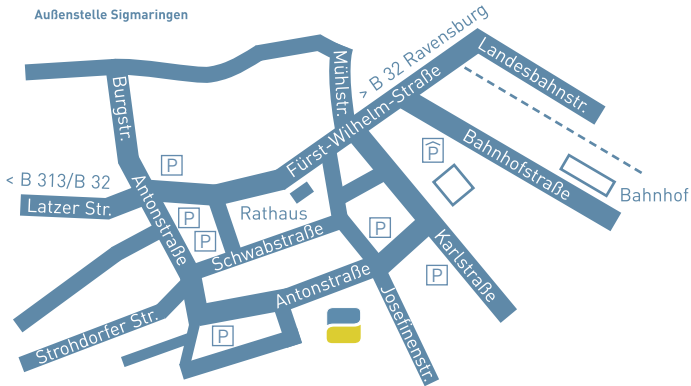 Außenstelle Sigmaringen
> B 32 Ravensburg
Landesbahnstr.
Mühlstr.
Burgstr.
Fürst-Wilhelm-Straße
P
Bahnhofstraße
P
< B 313/B 32
Bahnhof
Latzer Str.
Antonstraße
Rathaus
P
P
P
Schwabstraße
Karlstraße
Antonstraße
P
Josefinenstr.
Strohdorfer Str.
P